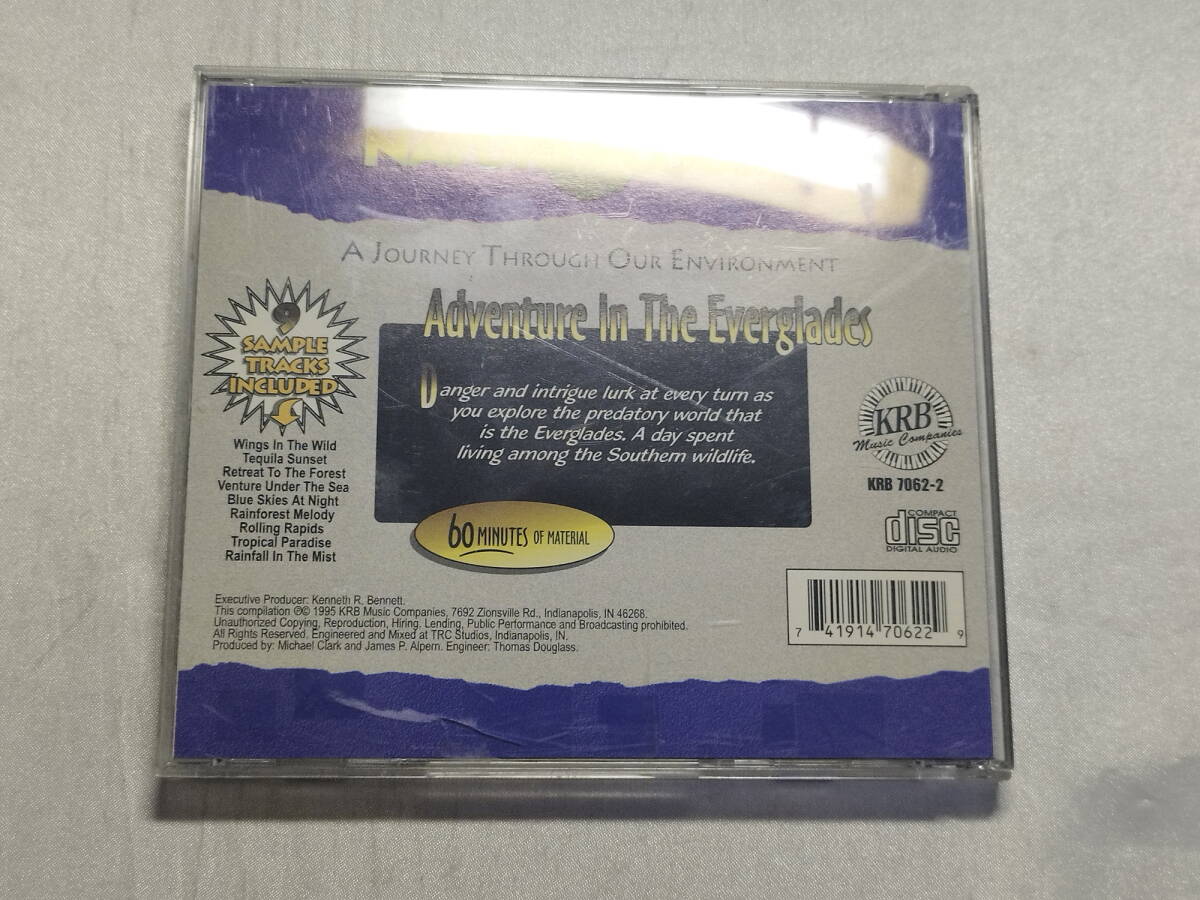 A JOURNEY THROUGH OUR ENVIRONMENT
Adventure In The Everglades
9
SAMPLE
TRACKS
INCLUDED
Wings In The Wild
Tequila Sunset
Retreat To The Forest
Venture Under The Sea
Blue Skies At Night
Rainforest Melody
Rolling Rapids
Tropical Paradise
Rainfall In The Mist
Danger and intrigue lurk at every turn as
you explore the predatory world that
is the Everglades. A day spent
living among the Southern wildlife.
60 MINUTES OF MATERIAL
KRB
Music Companies
KRB 7062-2
COMPACT
disc
DIGITAL AUDIO
Executive Producer: Kenneth R. Bennett.
This compilation ℗© 1995 KRB Music Companies, 7692 Zionsville Rd., Indianapolis, IN 46268.
Unauthorized Copying, Reproduction, Hiring, Lending, Public Performance and Broadcasting prohibited.
All Rights Reserved. Engineered and Mixed at TRC Studios, Indianapolis, IN.
Produced by: Michael Clark and James P. Alpern. Engineer: Thomas Douglass.
7 41914 70622 9